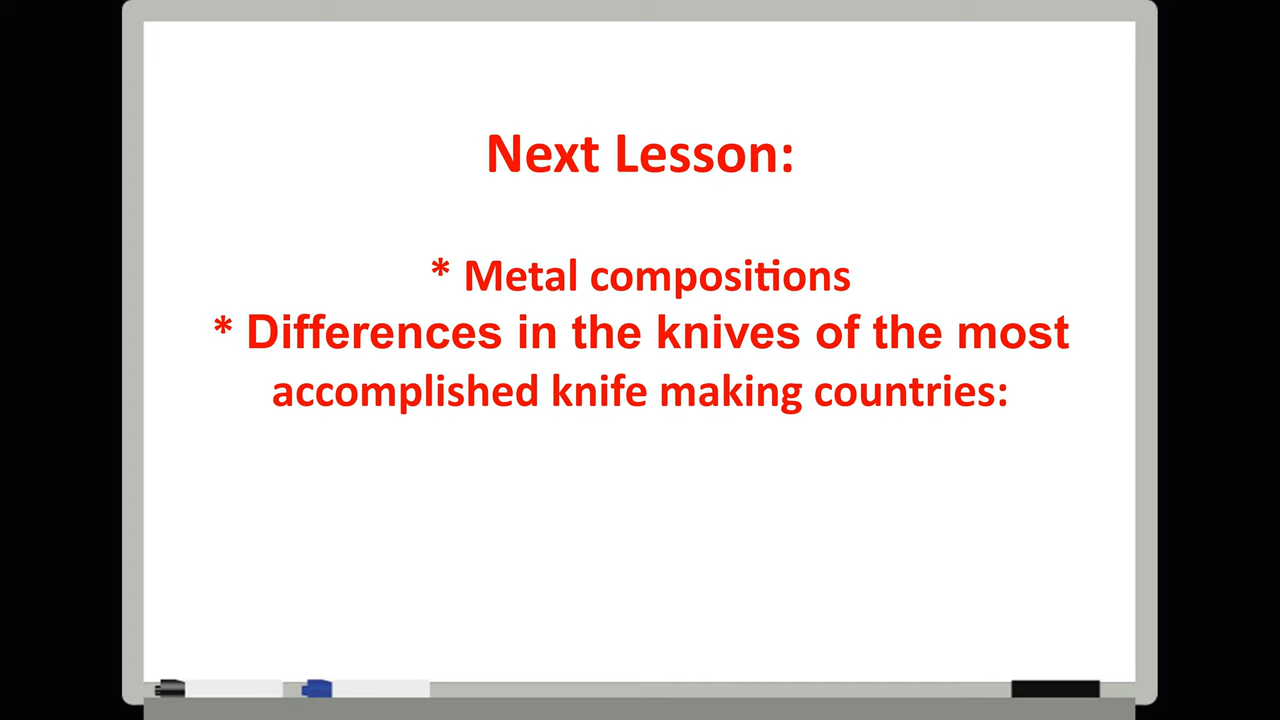 Next Lesson:
* Metal compositions
* Differences in the knives of the most
accomplished knife making countries: